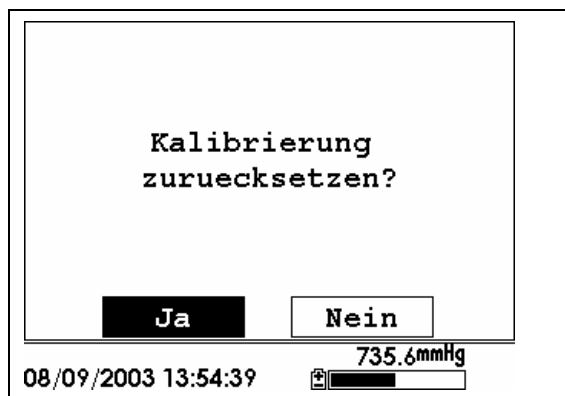 Kalibrierung
zuruecksetzen?
Ja Nein
735.6mmHg
08/09/2003 13:54:39